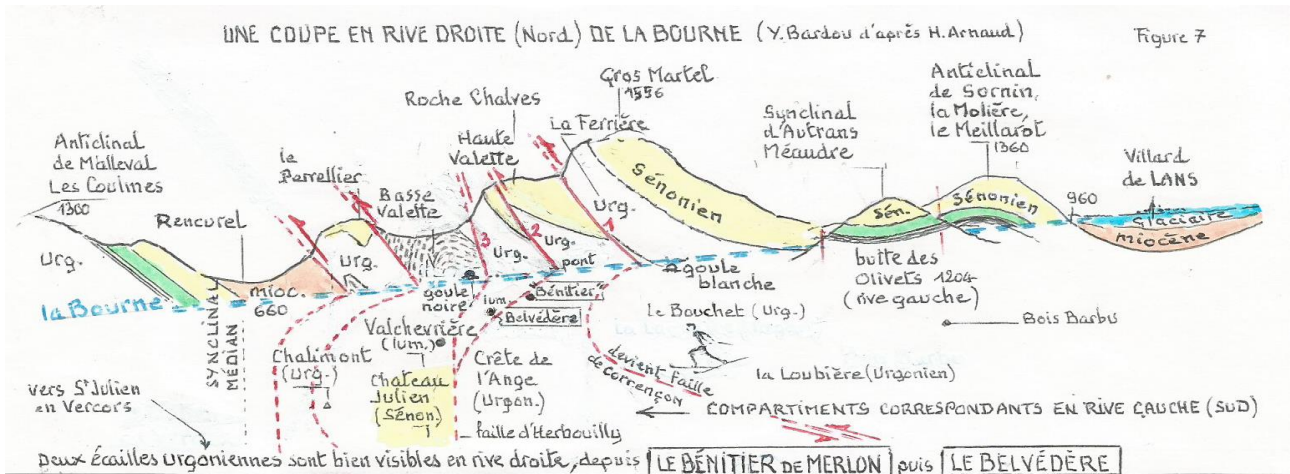 UNE COUPE EN RIVE DROITE (Nord) DE LA BOURNE (Y. Bardou d'après H. Arnaud)
Figure 7
Gros Martel
1556
Roche Chalves
La Ferrière
Anticlinal
de Sornin,
la Molière,
le Meillarot
1360
Synclinal
d'Autrans
Méaudre
Haute
Valette
Anticlinal
de Malleval
Les Coulmes
1300
le
Perrellier
Basse
Valette
Villard
de LANS
Rencurel
Sénonien
Sén.
Sénonien
960
Glaciaire
miocène
Urg.
Urg.
Urg.
Urg.
Urg.
3
2
1
pont
mioc.
660
la Bourne
goule
noire
goule
blanche
butte des
Olivets 1204
(rive gauche)
"Bénitier"
lum.
Belvédère
le Bouchet (Urg.)
Bois Barbu
SYNCLINAL
MÉDIAN
Valchevrière
(lum.)
Chalimont
(Urg.)
Crête de
l'Ange
(Urgon.)
devient Faille
de Corrençon
la Loubière (Urgonien)
Chateau
Julien
(Sénon.)
vers St Julien
en Vercors
faille d'Herbouilly
COMPARTIMENTS CORRESPONDANTS EN RIVE GAUCHE (SUD)
Deux écailles urgoniennes sont bien visibles en rive droite, depuis LE BÉNITIER DE MERLON puis LE BELVÉDÈRE